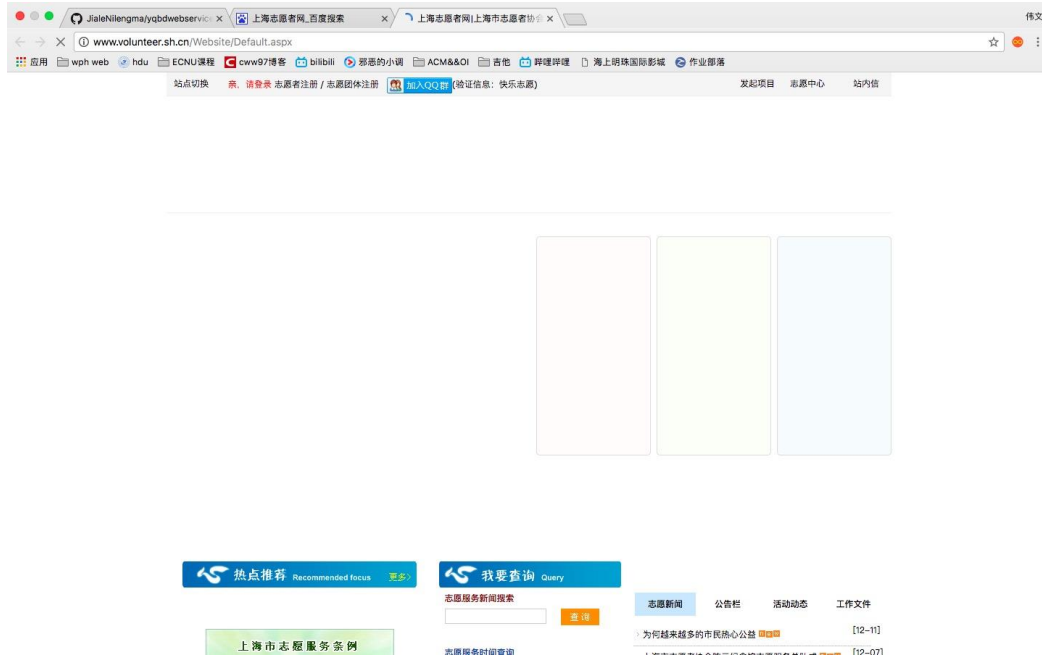 JialeNilengma/yqbdwebservice
上海志愿者网_百度搜索
上海志愿者网|上海市志愿者协会
伟文
www.volunteer.sh.cn/Website/Default.aspx
应用 wph web hdu ECNU课程 cww97博客 bilibili 邪恶的小调 ACM&&OI 吉他 哔哩哔哩 海上明珠国际影城 作业部落
站点切换 亲, 请登录 志愿者注册 / 志愿团体注册 加入QQ群 (验证信息: 快乐志愿) 发起项目 志愿中心 站内信
热点推荐 Recommended focus 更多>
我要查询 Query
志愿服务新闻搜索
查询
志愿服务时间查询
志愿新闻 公告栏 活动动态 工作文件
为何越来越多的市民热心公益 [12-11]
[12-07]
上海市志愿服务条例